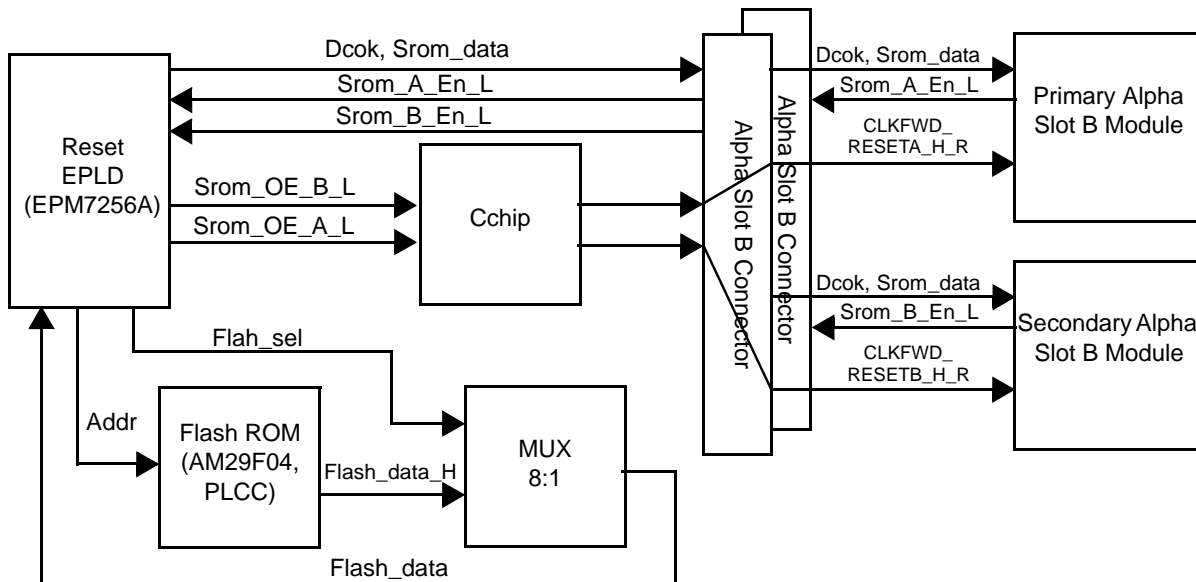 Dcok, Srom_data
Srom_A_En_L
Srom_B_En_L
Reset
EPLD
(EPM7256A)
Srom_OE_B_L
Srom_OE_A_L
Cchip
Alpha Slot B Connector
Alpha Slot B Connector
Dcok, Srom_data
Srom_A_En_L
CLKFWD_
RESETA_H_R
Primary Alpha
Slot B Module
Dcok, Srom_data
Srom_B_En_L
CLKFWD_
RESETB_H_R
Secondary Alpha
Slot B Module
Flah_sel
Addr
Flash ROM
(AM29F04,
PLCC)
Flash_data_H
MUX
8:1
Flash_data